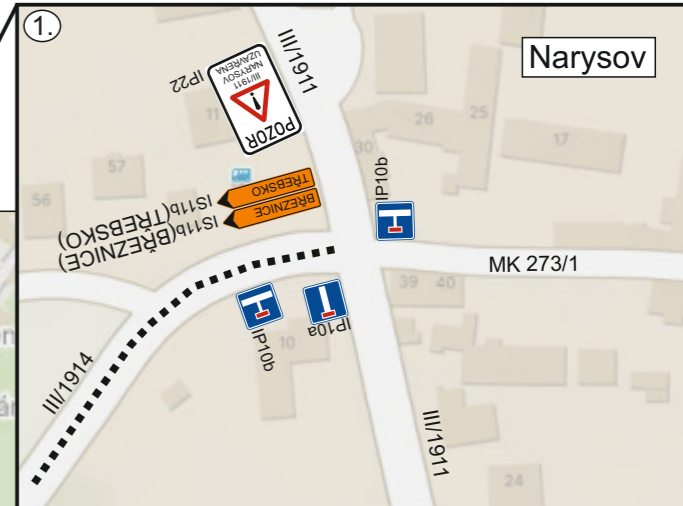 1.
Narysov
III/1911
POZOR
!
III/1911
NARYSOV
UZAVŘENA
IP22
11
26
25
17
30
57
56
TŘEBSKO
BŘEZNICE
IS11b(TŘEBSKO)
IS11b(BŘEZNICE)
IP10b
MK 273/1
39
40
IP10b
IP10a
10
III/1914
III/1911
24